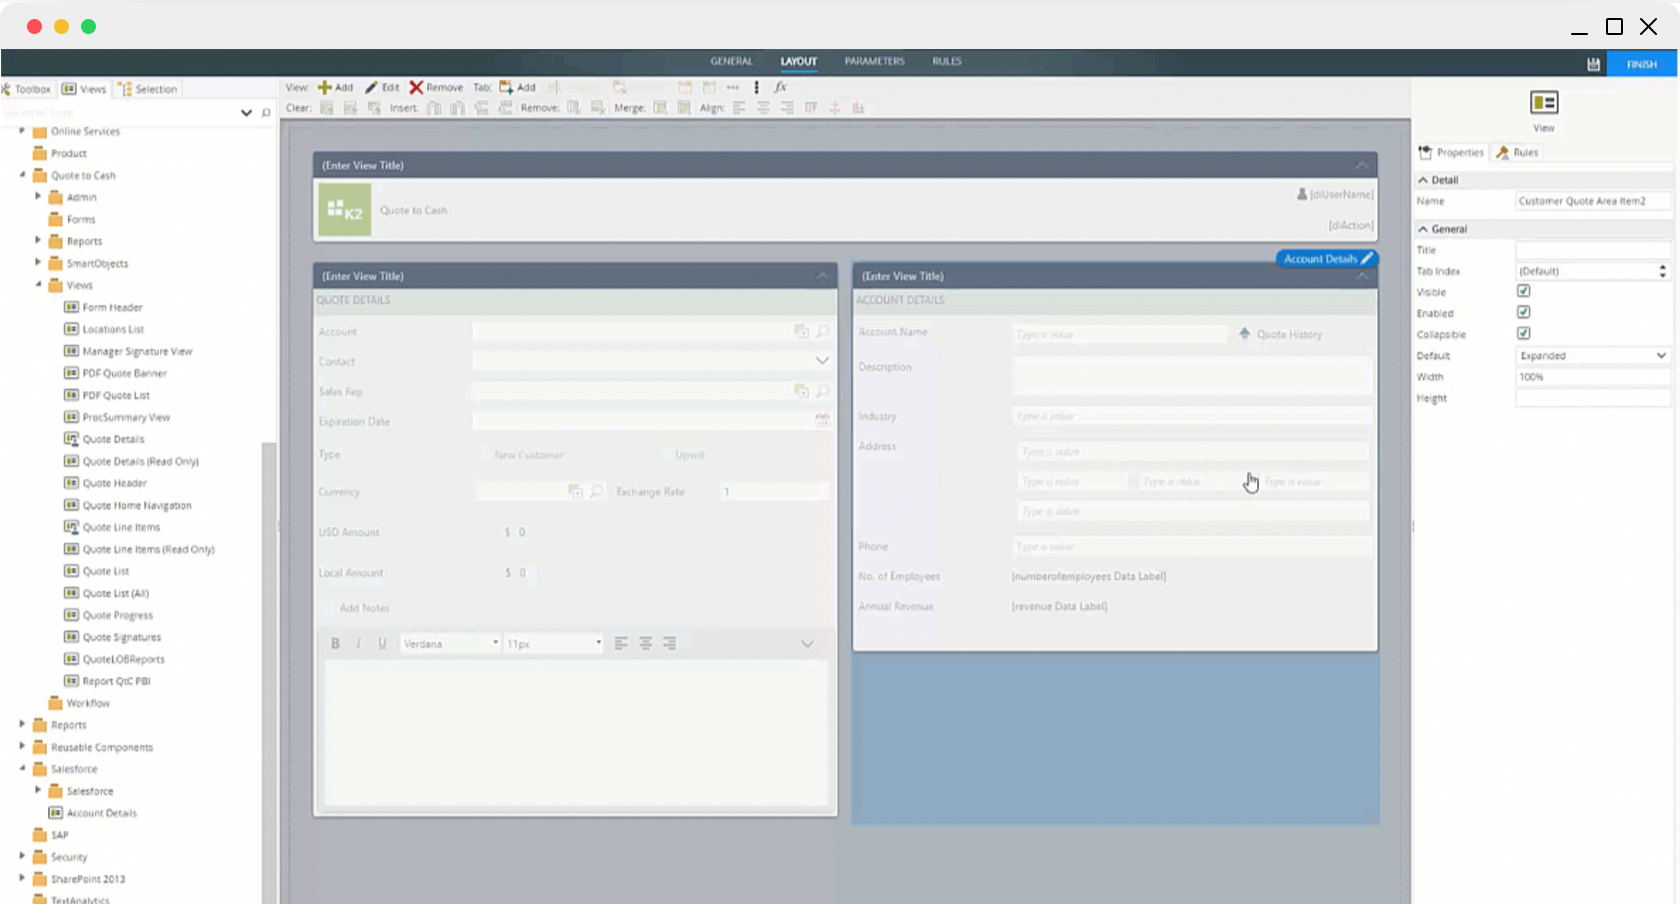 GENERAL LAYOUT PARAMETERS RULES
FINISH
Toolbox Views Selection
View: Add Edit Remove Tab: Add fx
Clear: Insert: Remove: Merge: Align:
Online Services
Product
Quote to Cash
Admin
Forms
Reports
SmartObjects
Views
Form Header
Locations List
Manager Signature View
PDF Quote Banner
PDF Quote List
ProcSummary View
Quote Details
Quote Details (Read Only)
Quote Header
Quote Home Navigation
Quote Line Items
Quote Line Items (Read Only)
Quote List
Quote List (All)
Quote Progress
Quote Signatures
QuoteLOBReports
Report QtC PBI
Workflow
Reports
Reusable Components
Salesforce
Salesforce
Account Details
SAP
Security
SharePoint 2013
TextAnalytics
(Enter View Title)
K2
Quote to Cash
[dlUserName]
[dlAction]
(Enter View Title)
QUOTE DETAILS
Account
Contact
Sales Rep
Expiration Date
Type New Customer Upsell
Currency Exchange Rate 1
USD Amount $ 0
Local Amount $ 0
Add Notes
B I U Verdana 11px
Account Details
(Enter View Title)
ACCOUNT DETAILS
Account Name Type a value Quote History
Description
Industry Type a value
Address Type a value
Type a value Type a value Type a value
Type a value
Phone Type a value
No. of Employees [numberofemployees Data Label]
Annual Revenue [revenue Data Label]
View
Properties Rules
Detail
Name Customer Quote Area Item2
General
Title
Tab Index (Default)
Visible
Enabled
Collapsible
Default Expanded
Width 100%
Height